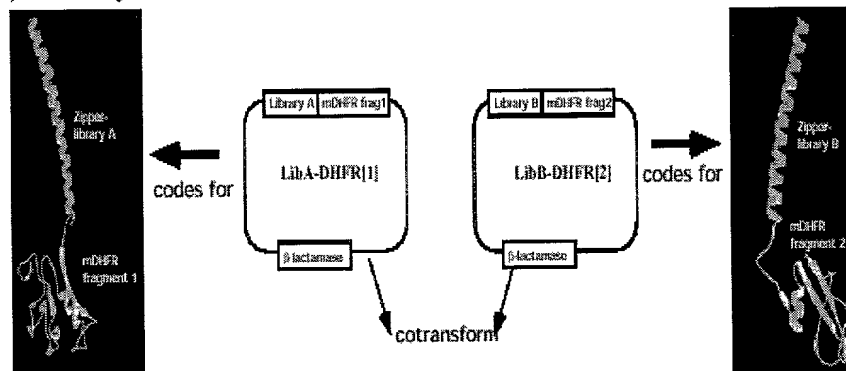 Zipper-
library A
mDHFR
fragment 1
codes for
Library A mDHFR frag1
LibA-DHFR[1]
β-lactamase
Library B mDHFR frag2
LibB-DHFR[2]
β-lactamase
cotransform
codes for
Zipper-
library B
mDHFR
fragment 2